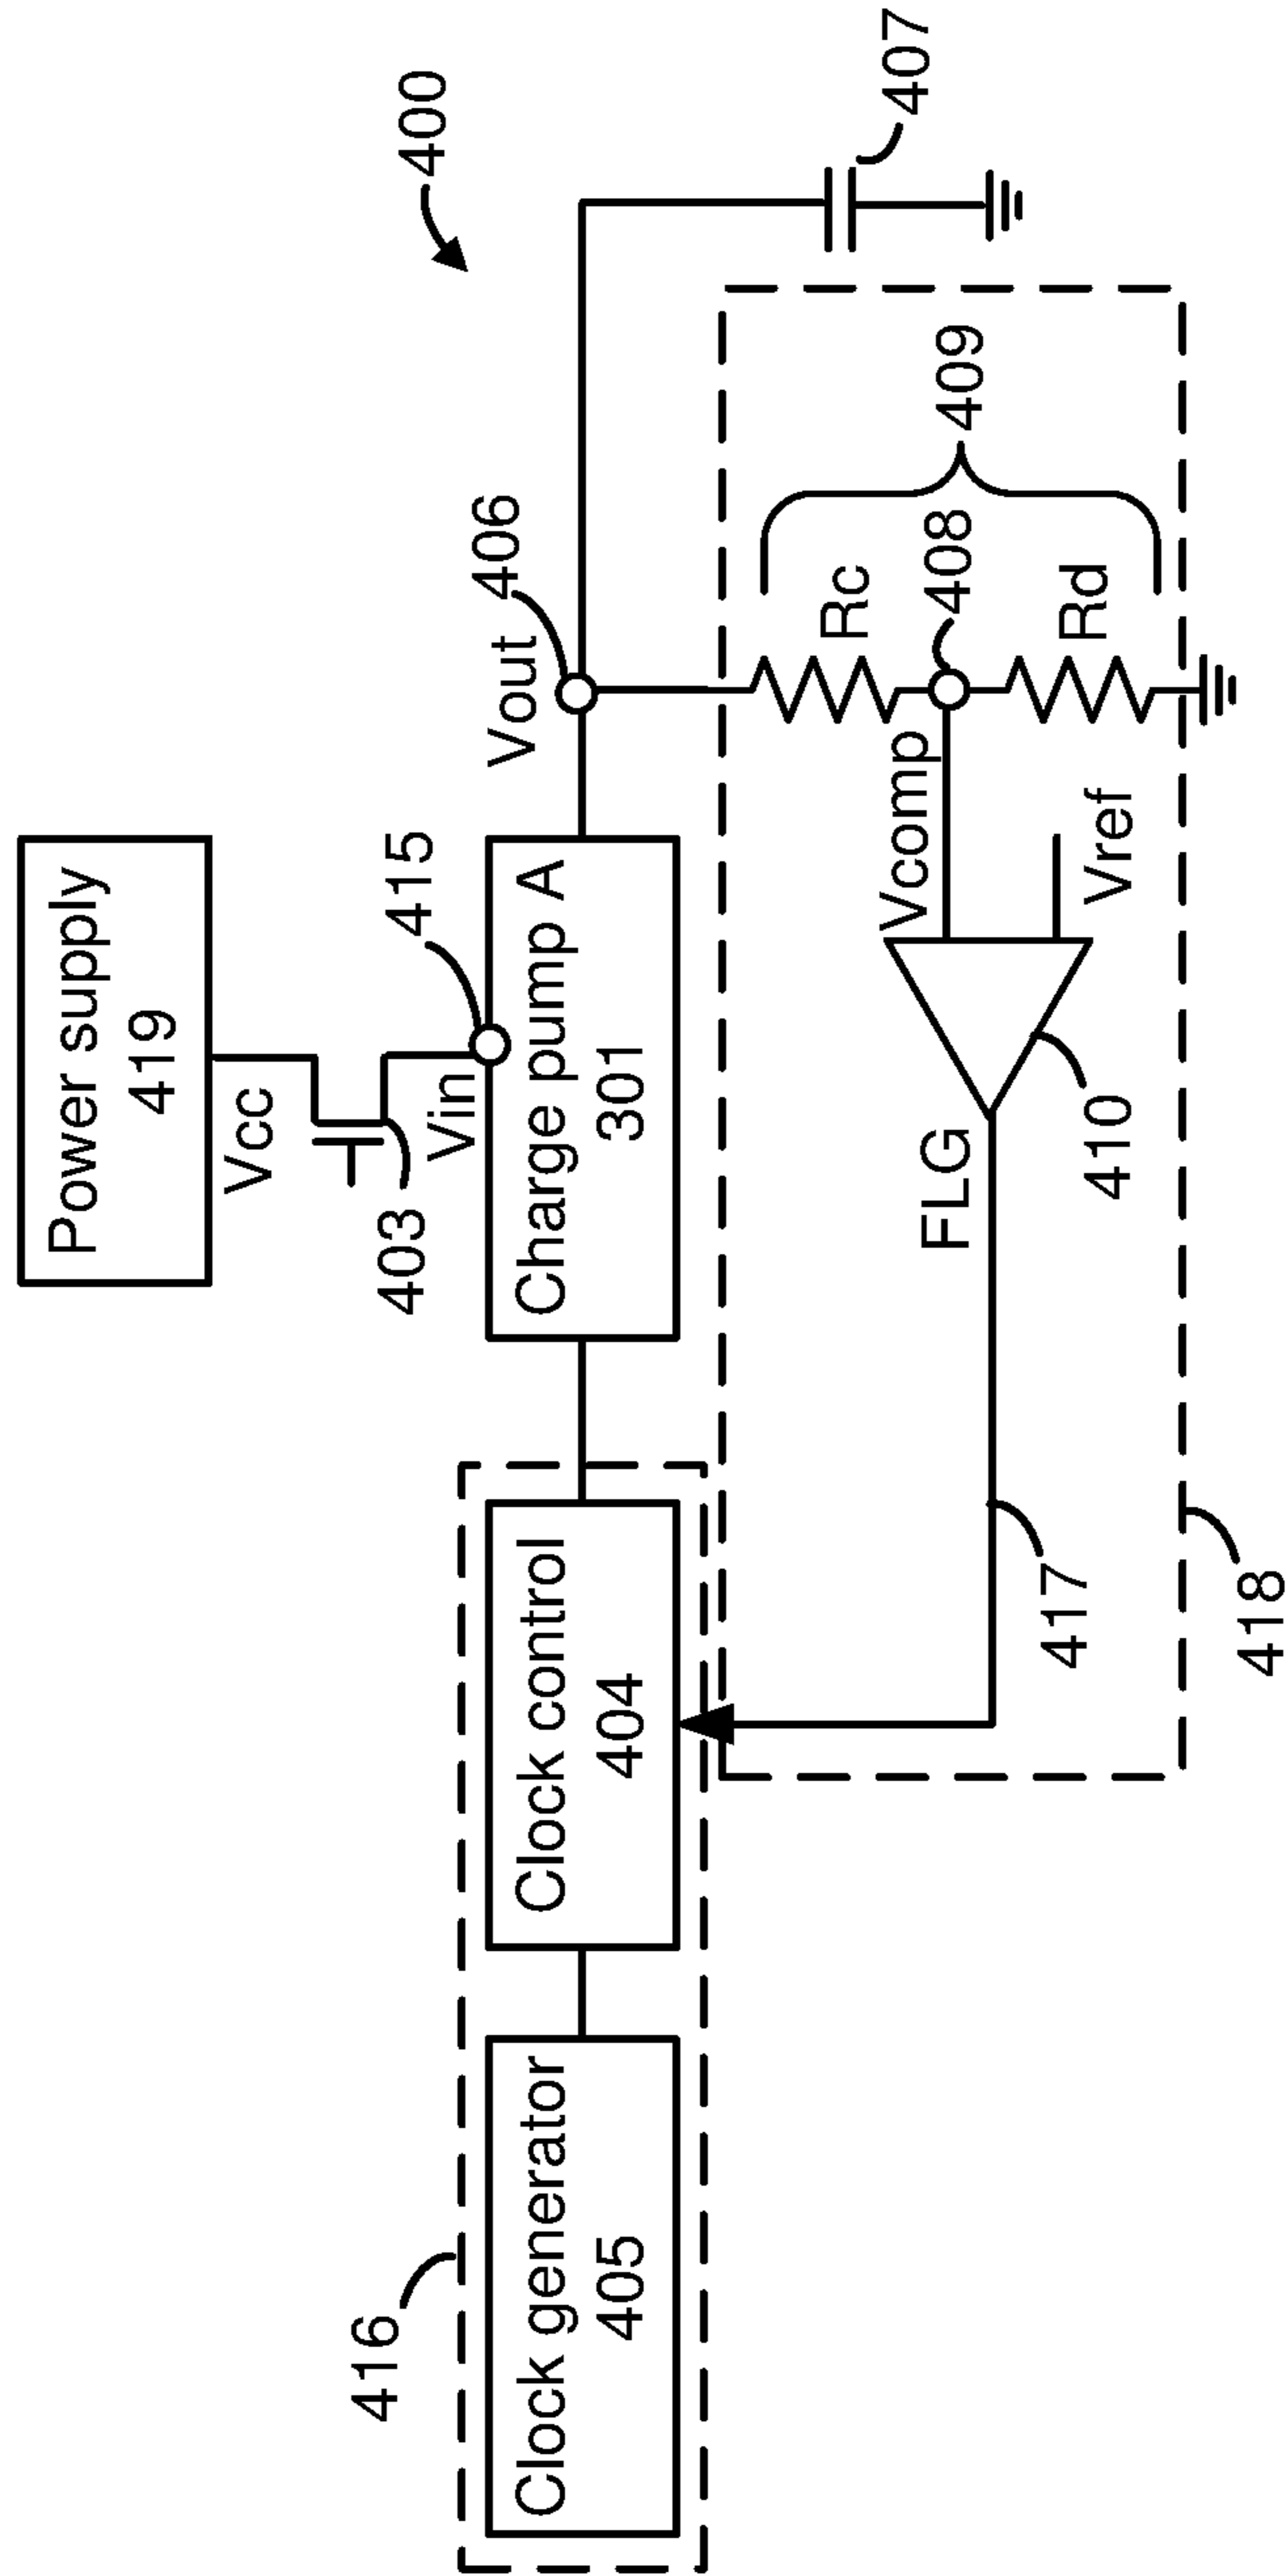 400
Power supply
419
Vcc
403
Vin
415
Vout
406
407
416
Clock generator
405
Clock control
404
Charge pump A
301
Rc
409
408
Vcomp
Rd
Vref
FLG
410
417
418